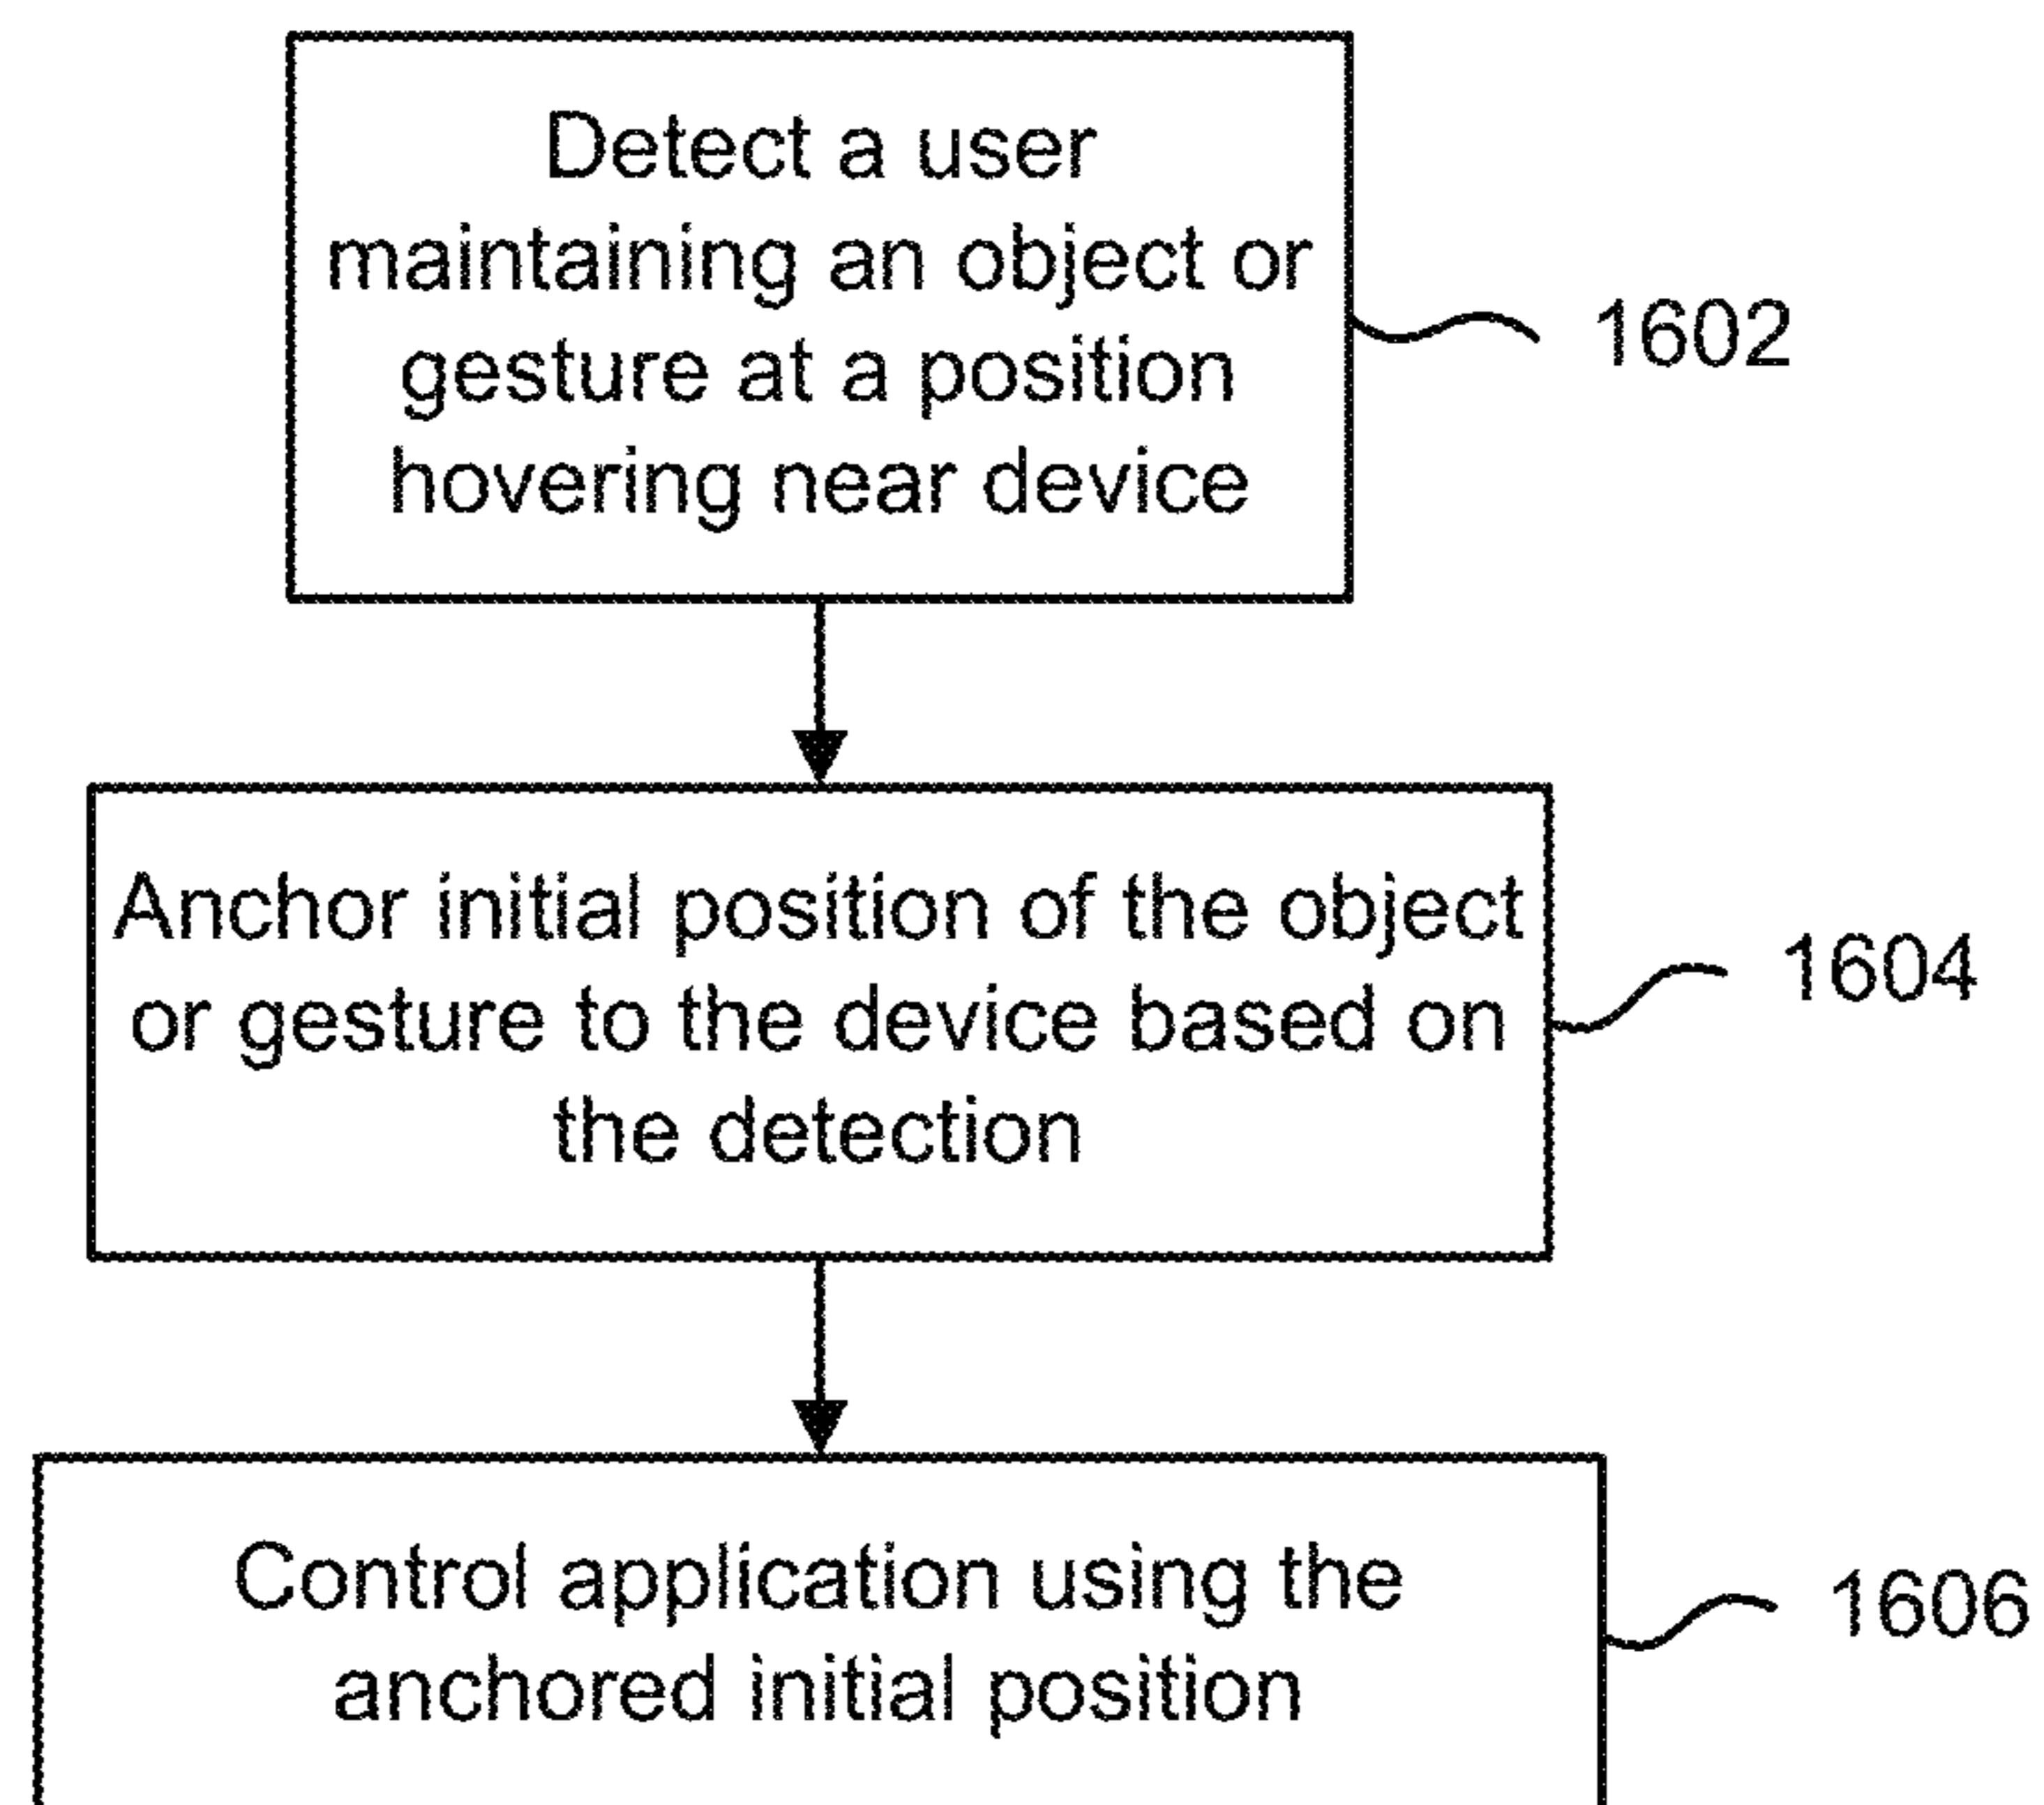 Detect a user
maintaining an object or
gesture at a position
hovering near device
1602
Anchor initial position of the object
or gesture to the device based on
the detection
1604
Control application using the
anchored initial position
1606